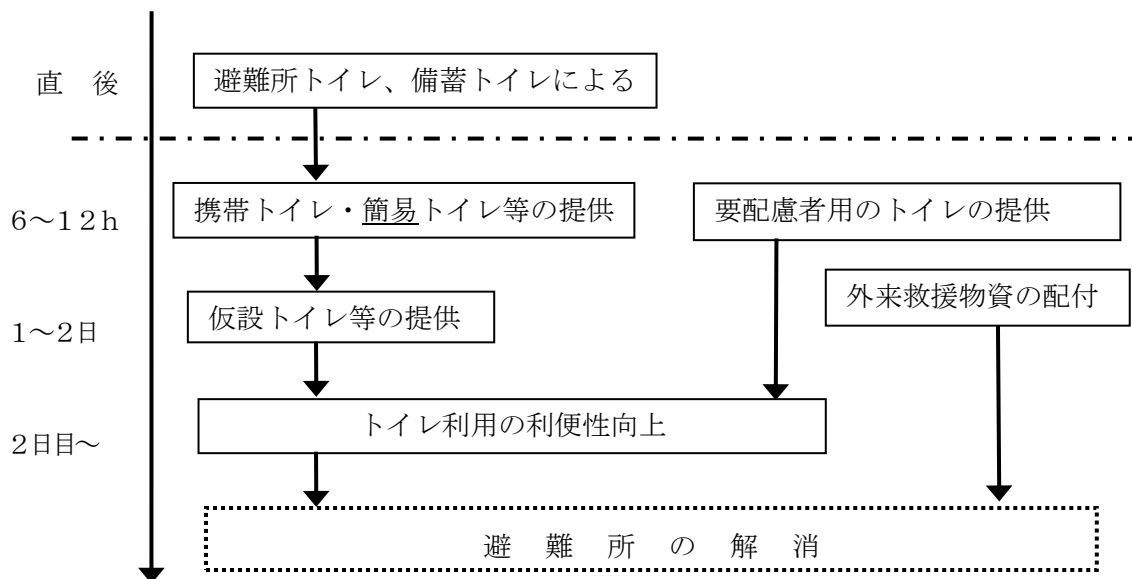 直　後
避難所トイレ、備蓄トイレによる
6～12h
携帯トイレ・簡易トイレ等の提供
要配慮者用のトイレの提供
外来救援物資の配付
1～2日
仮設トイレ等の提供
2日目～
トイレ利用の利便性向上
避　難　所　の　解　消